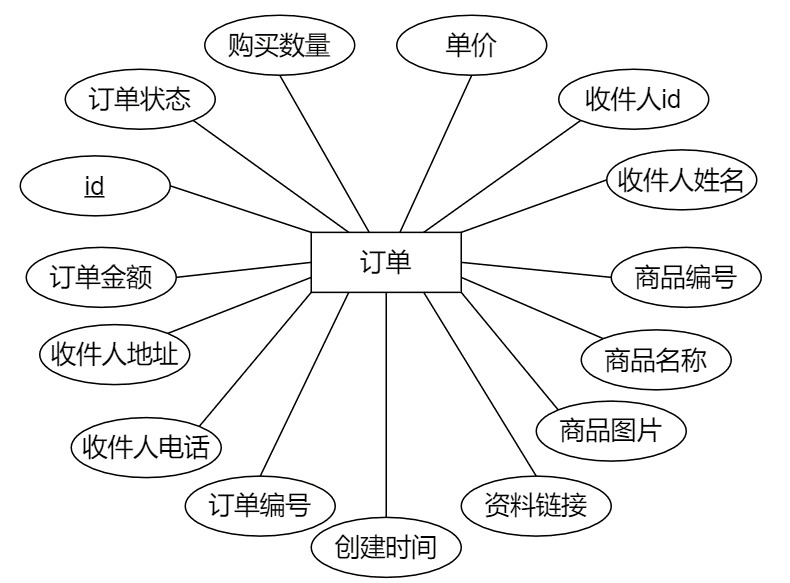 购买数量
单价
订单状态
收件人id
id
收件人姓名
订单
订单金额
商品编号
收件人地址
商品名称
收件人电话
商品图片
订单编号
资料链接
创建时间